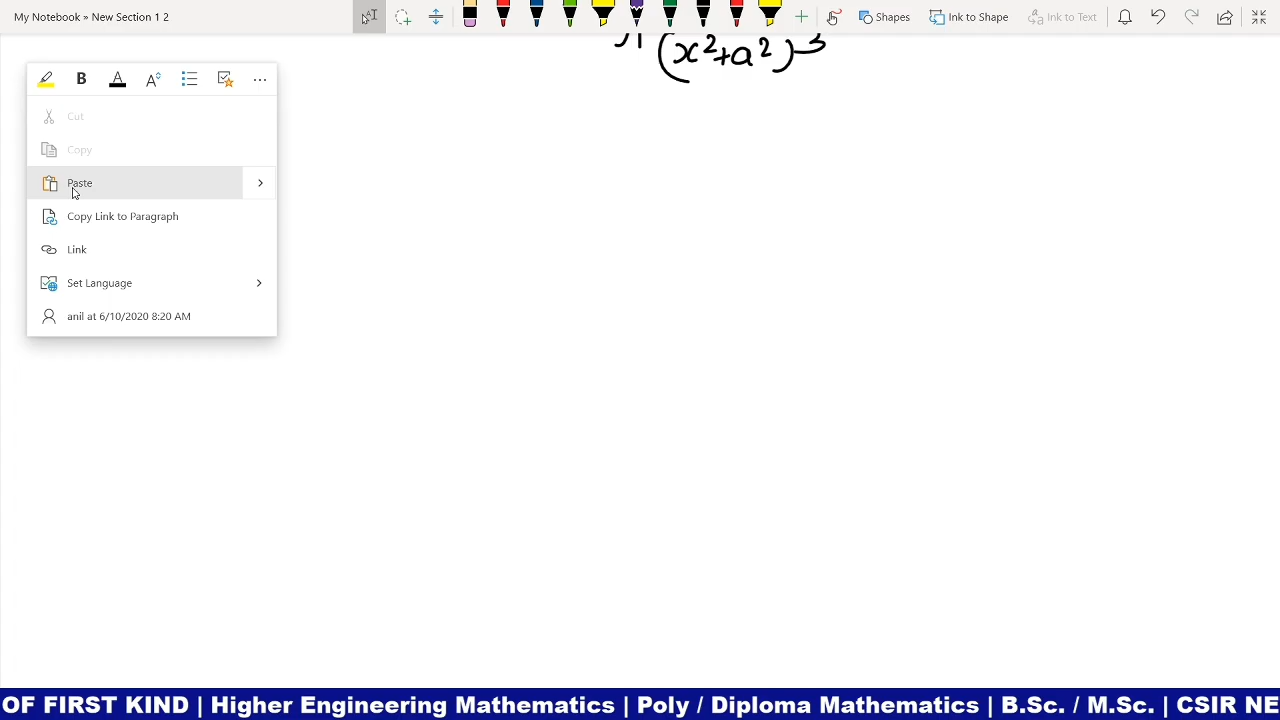 My Notebook » New Section 1 2
Shapes
Ink to Shape
Ink to Text
(x²+a²)
B
A
A
Cut
Copy
Paste
Copy Link to Paragraph
Link
Set Language
anil at 6/10/2020 8:20 AM
OF FIRST KIND | Higher Engineering Mathematics | Poly / Diploma Mathematics | B.Sc. / M.Sc. | CSIR NE